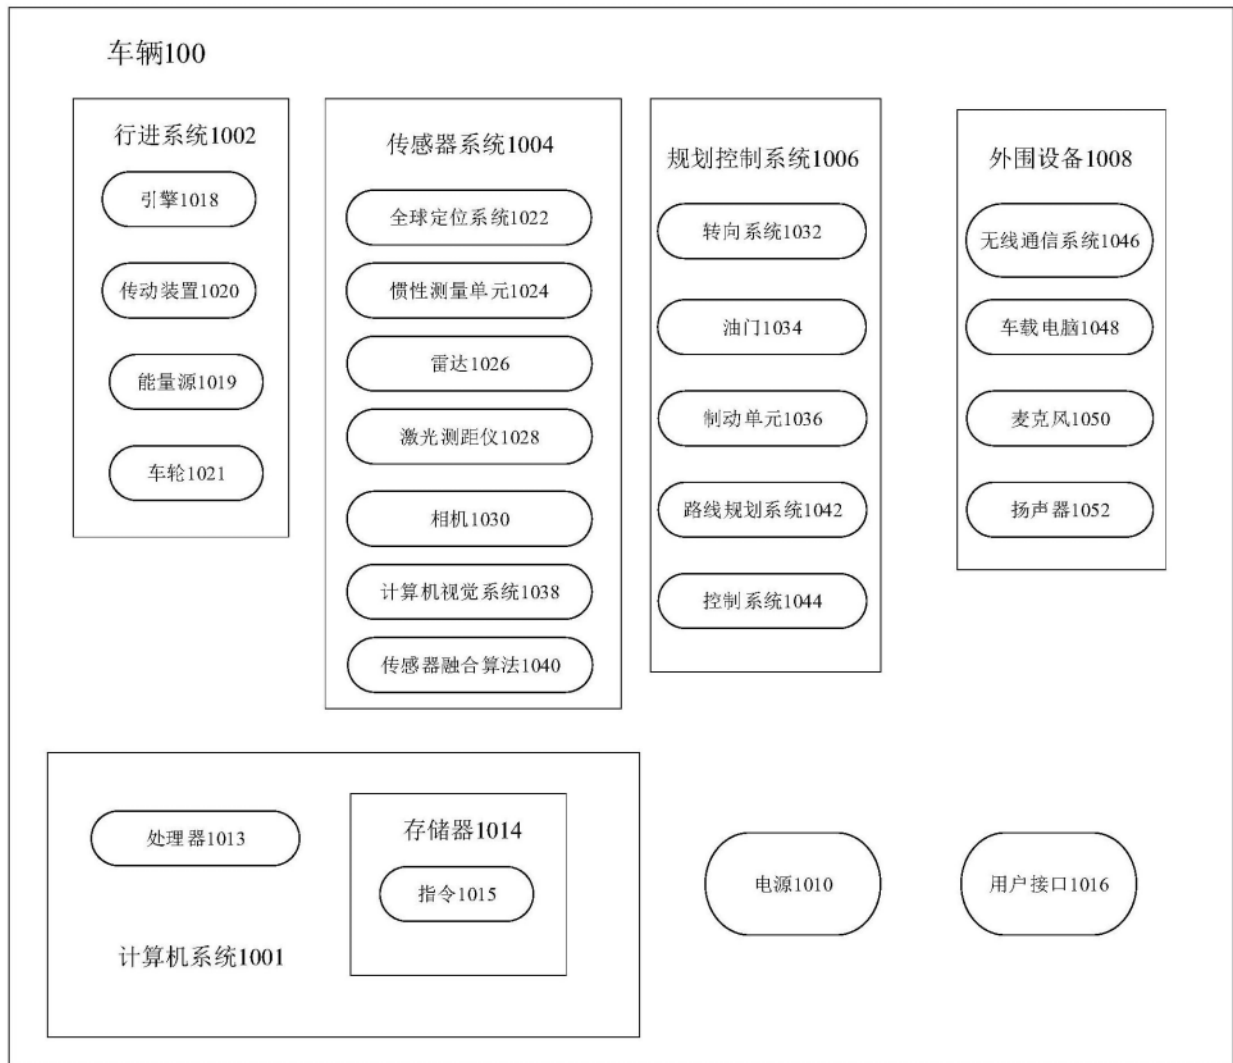 车辆100
行进系统1002
引擎1018
传动装置1020
能量源1019
车轮1021
传感器系统1004
全球定位系统1022
惯性测量单元1024
雷达1026
激光测距仪1028
相机1030
计算机视觉系统1038
传感器融合算法1040
规划控制系统1006
转向系统1032
油门1034
制动单元1036
路线规划系统1042
控制系统1044
外围设备1008
无线通信系统1046
车载电脑1048
麦克风1050
扬声器1052
处理器1013
存储器1014
指令1015
计算机系统1001
电源1010
用户接口1016